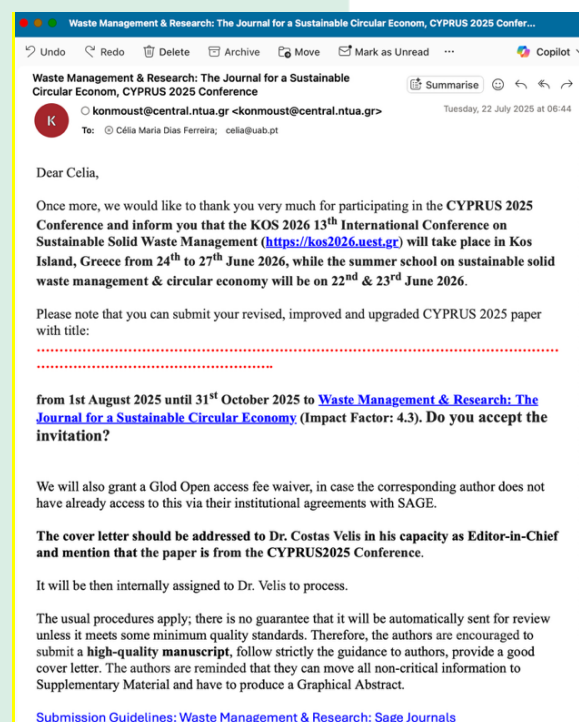 Waste Management & Research: The Journal for a Sustainable Circular Econom, CYPRUS 2025 Confer...
Undo Redo Delete Archive Move Mark as Unread ... Copilot
Waste Management & Research: The Journal for a Sustainable
Circular Econom, CYPRUS 2025 Conference
Summarise
K
konmoust@central.ntua.gr <konmoust@central.ntua.gr>
Tuesday, 22 July 2025 at 06:44
To: Célia Maria Dias Ferreira; celia@uab.pt
Dear Celia,
Once more, we would like to thank you very much for participating in the CYPRUS 2025
Conference and inform you that the KOS 2026 13th International Conference on
Sustainable Solid Waste Management (https://kos2026.uest.gr) will take place in Kos
Island, Greece from 24th to 27th June 2026, while the summer school on sustainable solid
waste management & circular economy will be on 22nd & 23rd June 2026.
Please note that you can submit your revised, improved and upgraded CYPRUS 2025 paper
with title:
from 1st August 2025 until 31st October 2025 to Waste Management & Research: The
Journal for a Sustainable Circular Economy (Impact Factor: 4.3). Do you accept the
invitation?
We will also grant a Glod Open access fee waiver, in case the corresponding author does not
have already access to this via their institutional agreements with SAGE.
The cover letter should be addressed to Dr. Costas Velis in his capacity as Editor-in-Chief
and mention that the paper is from the CYPRUS2025 Conference.
It will be then internally assigned to Dr. Velis to process.
The usual procedures apply; there is no guarantee that it will be automatically sent for review
unless it meets some minimum quality standards. Therefore, the authors are encouraged to
submit a high-quality manuscript, follow strictly the guidance to authors, provide a good
cover letter. The authors are reminded that they can move all non-critical information to
Supplementary Material and have to produce a Graphical Abstract.
Submission Guidelines: Waste Management & Research: Sage Journals